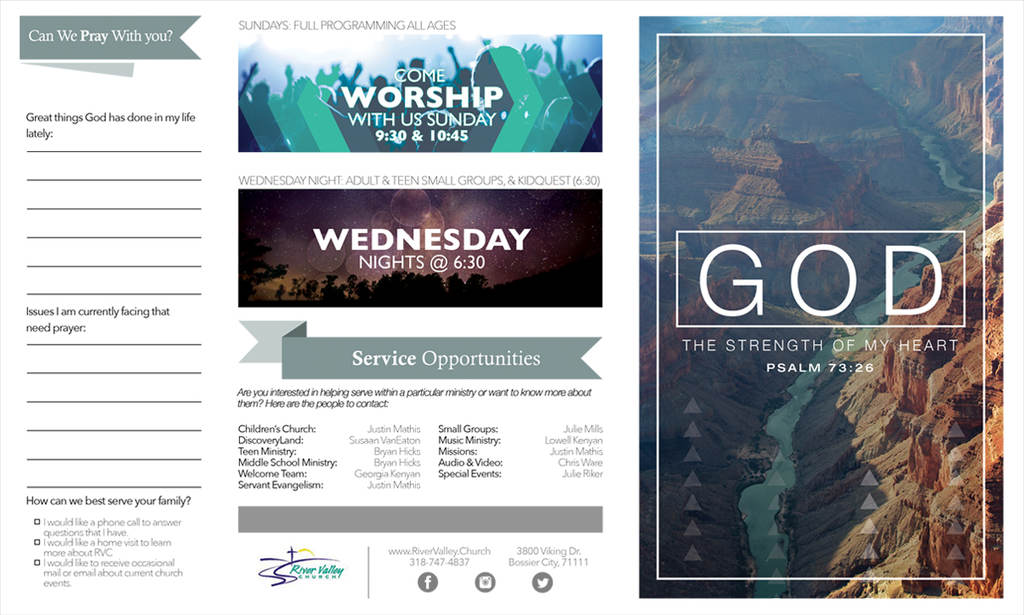 Can We Pray With you?
Great things God has done in my life
lately:
Issues I am currently facing that
need prayer:
How can we best serve your family?
I would like a phone call to answer
questions that I have.
I would like a home visit to learn
more about RVC
I would like to receive occasional
mail or email about current church
events.
SUNDAYS: FULL PROGRAMMING ALL AGES
COME
WORSHIP
WITH US SUNDAY
9:30 & 10:45
WEDNESDAY NIGHT: ADULT & TEEN SMALL GROUPS, & KIDQUEST (6:30)
WEDNESDAY
NIGHTS @ 6:30
Service Opportunities
Are you interested in helping serve within a particular ministry or want to know more about
them? Here are the people to contact:
Children's Church: Justin Mathis
DiscoveryLand: Susaan VanEaton
Teen Ministry: Bryan Hicks
Middle School Ministry: Bryan Hicks
Welcome Team: Georgia Kenyan
Servant Evangelism: Justin Mathis
Small Groups: Julie Mills
Music Ministry: Lowell Kenyan
Missions: Justin Mathis
Audio & Video: Chris Ware
Special Events: Julie Riker
River Valley
CHURCH
www.RiverValley.Church
318-747-4837
3800 Viking Dr.
Bossier City, 71111
GOD
THE STRENGTH OF MY HEART
PSALM 73:26